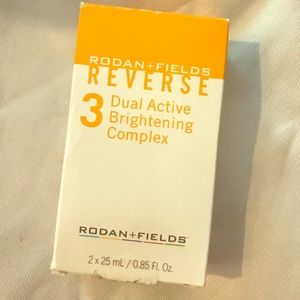 RODAN+FIELDS
REVERSE
3 Dual Active
Brightening
Complex
RODAN+FIELDS
2 x 25 mL / 0.85 Fl. Oz.